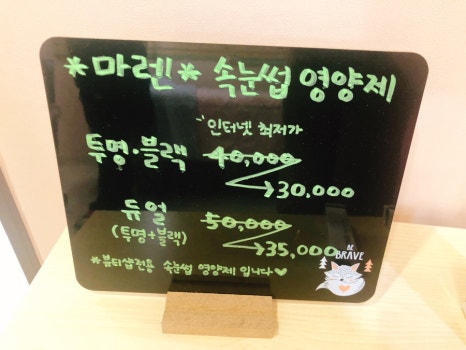 *마렌* 속눈썹 영양제
인터넷 최저가
투명·블랙 40,000
→30,000
듀얼 50,000
(투명+블랙) →35,000
*뷰티샵전용 속눈썹 영양제 입니다♥
BE
BRAVE